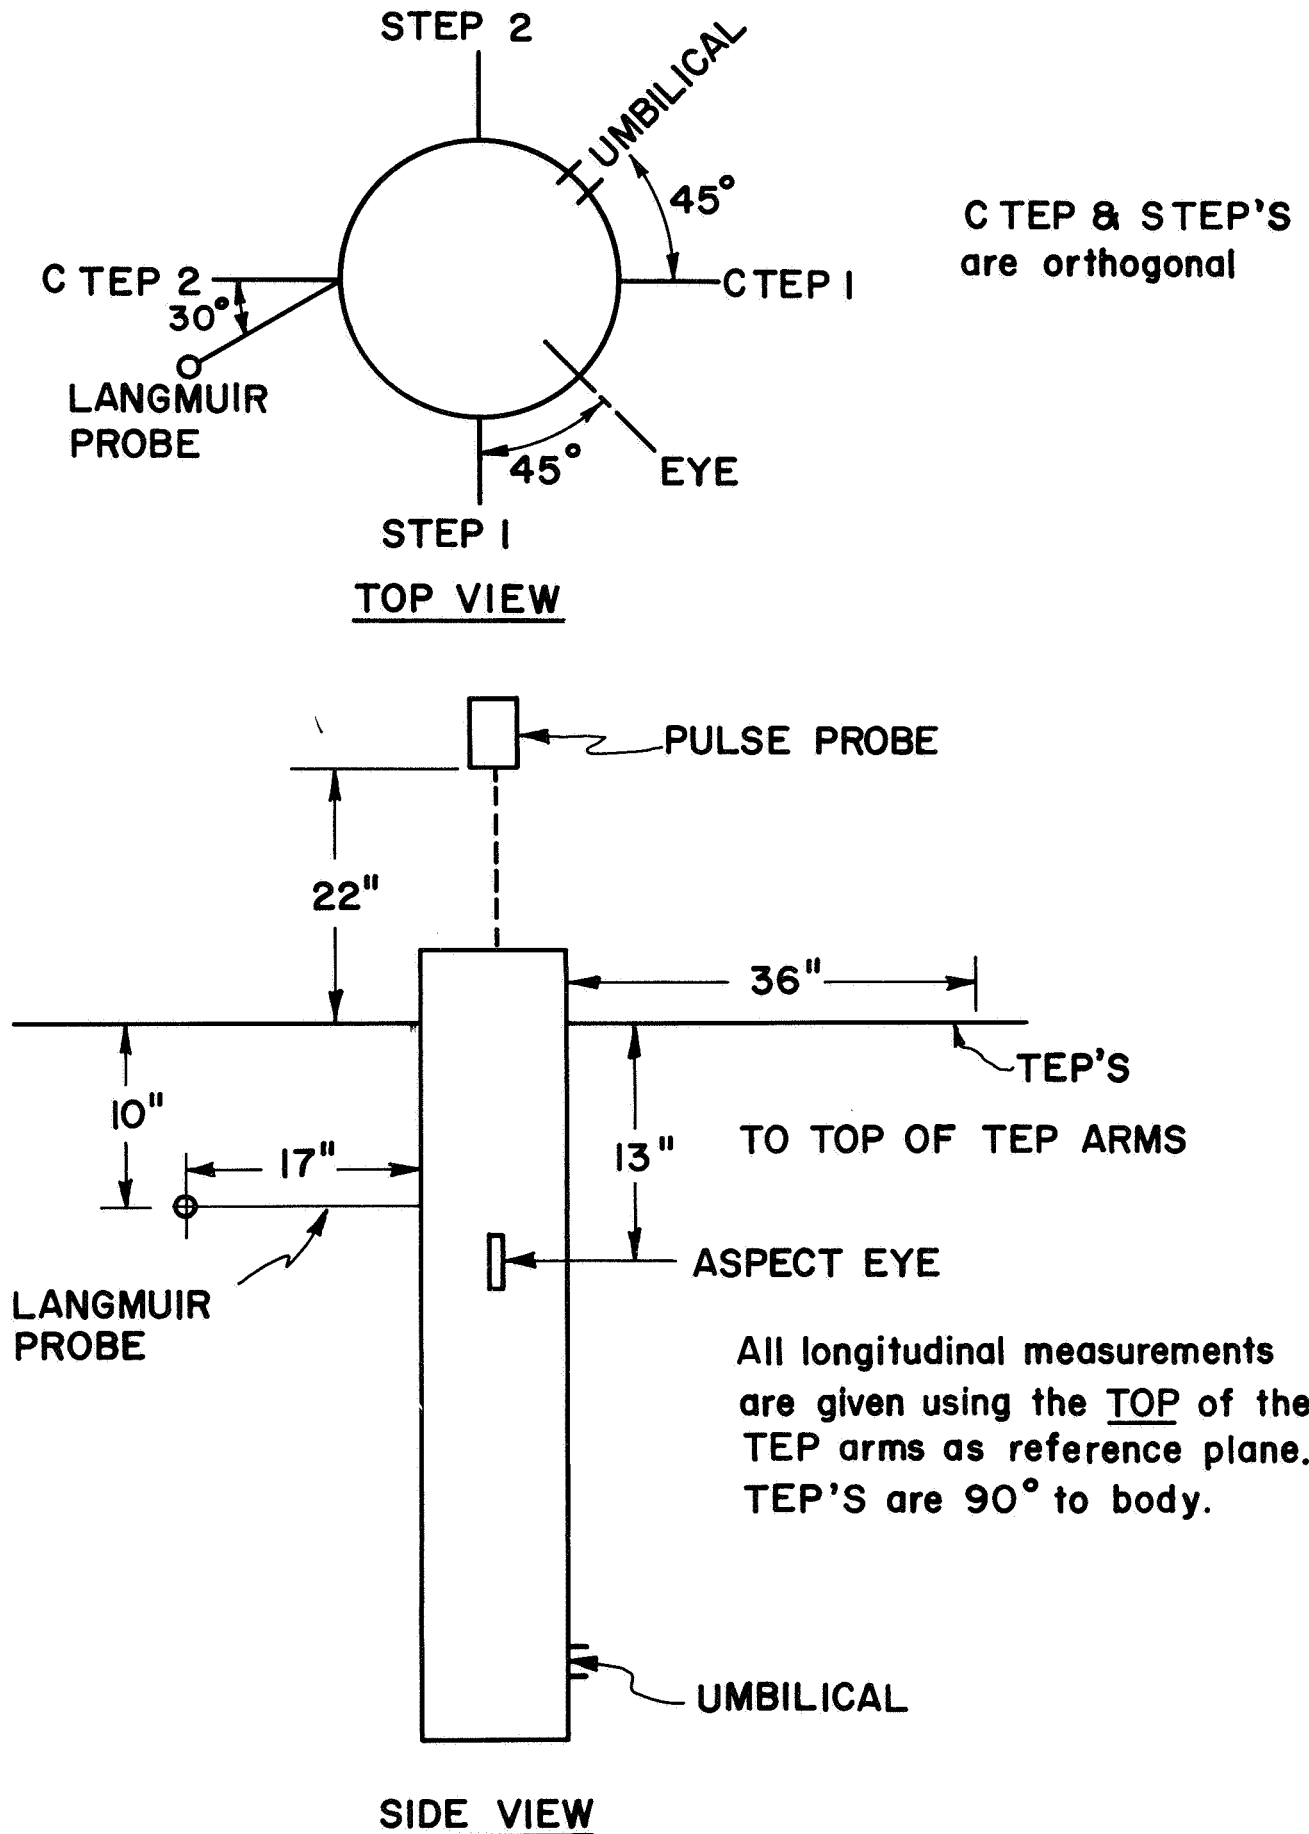 STEP 2
UMBILICAL
45°
C TEP & STEP'S
are orthogonal
C TEP 2
C TEP 1
30°
LANGMUIR
PROBE
45°
EYE
STEP 1
TOP VIEW
PULSE PROBE
22"
36"
TEP'S
10"
17"
13"
TO TOP OF TEP ARMS
ASPECT EYE
LANGMUIR
PROBE
All longitudinal measurements
are given using the TOP of the
TEP arms as reference plane.
TEP'S are 90° to body.
UMBILICAL
SIDE VIEW